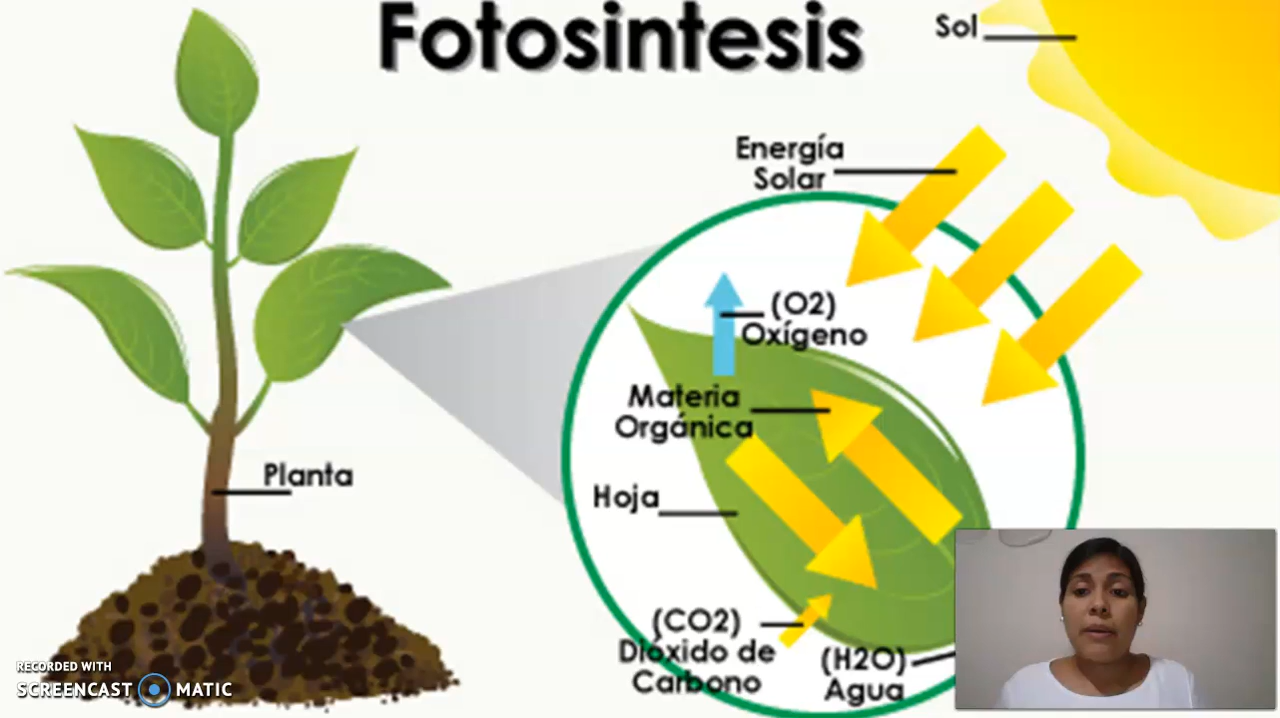 Fotosintesis
Sol
Energía
Solar
(O2)
Oxígeno
Materia
Orgánica
Planta
Hoja
(CO2)
Dióxido de
Carbono
(H2O)
Agua
RECORDED WITH
SCREENCAST MATIC